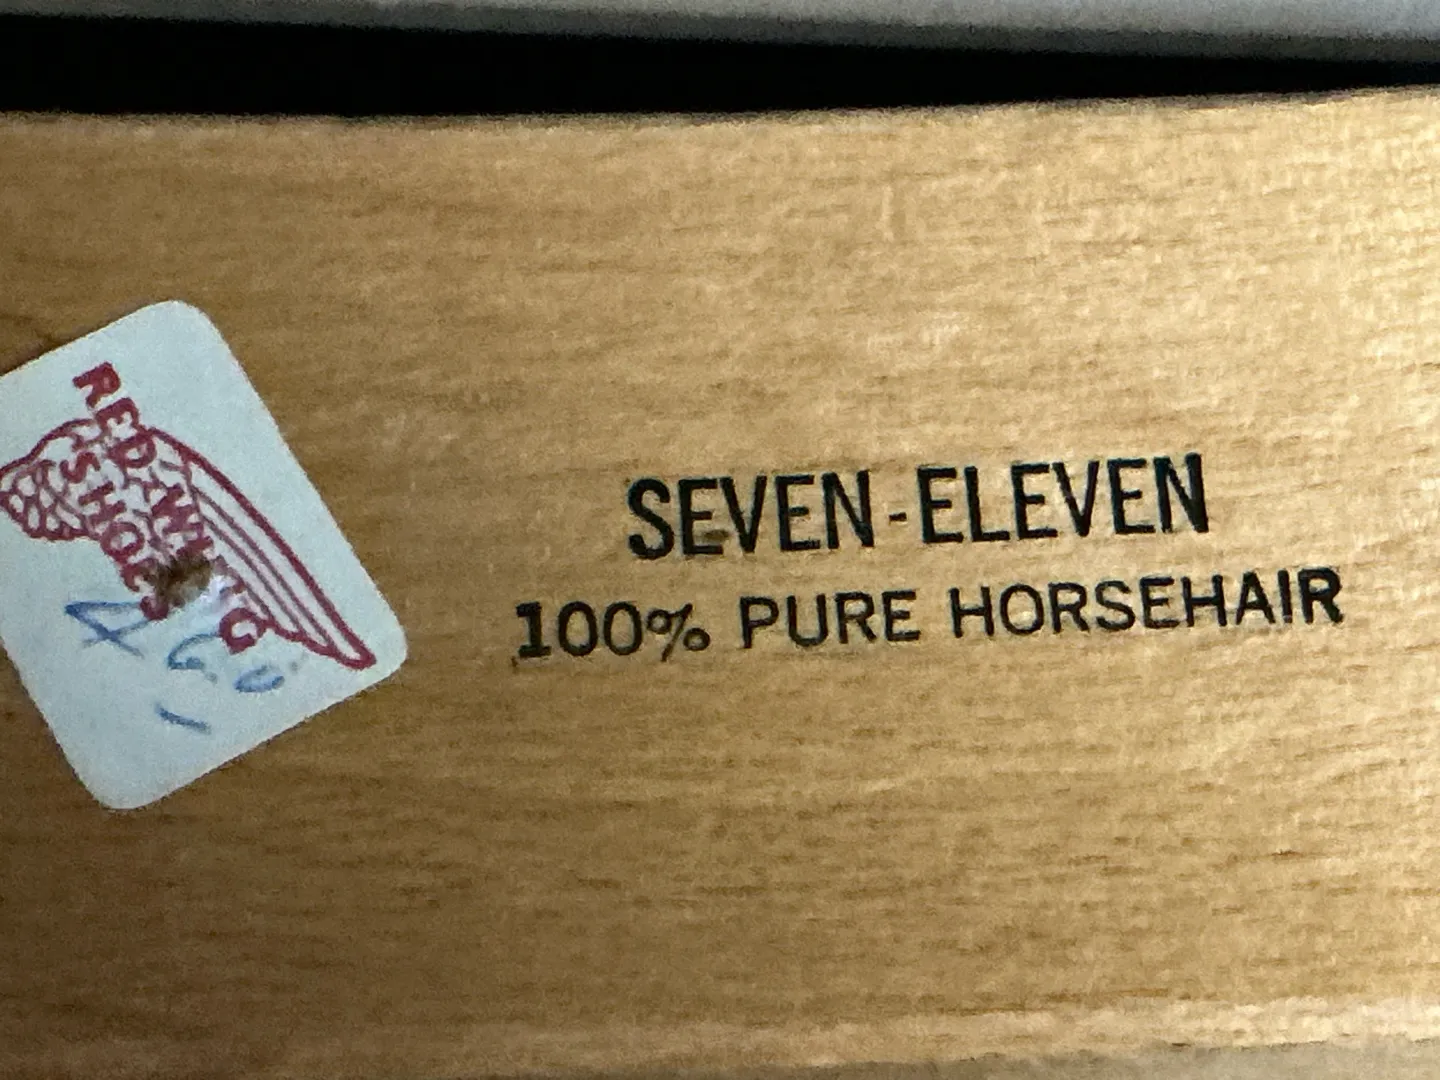 RED WING
SHOES
SEVEN-ELEVEN
100% PURE HORSEHAIR